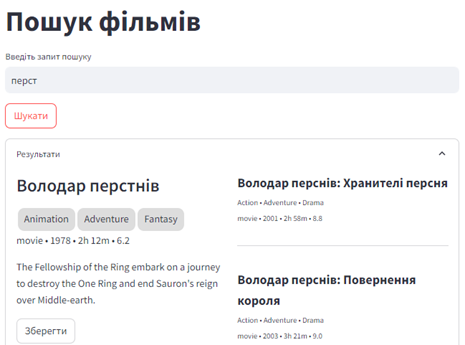 Пошук фільмів
Введіть запит пошуку
перст
Шукати
Результати
Володар перстнів
Animation Adventure Fantasy
movie • 1978 • 2h 12m • 6.2
The Fellowship of the Ring embark on a journey
to destroy the One Ring and end Sauron's reign
over Middle-earth.
Зберегти
Володар перснів: Хранителі персня
Action • Adventure • Drama
movie • 2001 • 2h 58m • 8.8
Володар перснів: Повернення
короля
Action • Adventure • Drama
movie • 2003 • 3h 21m • 9.0